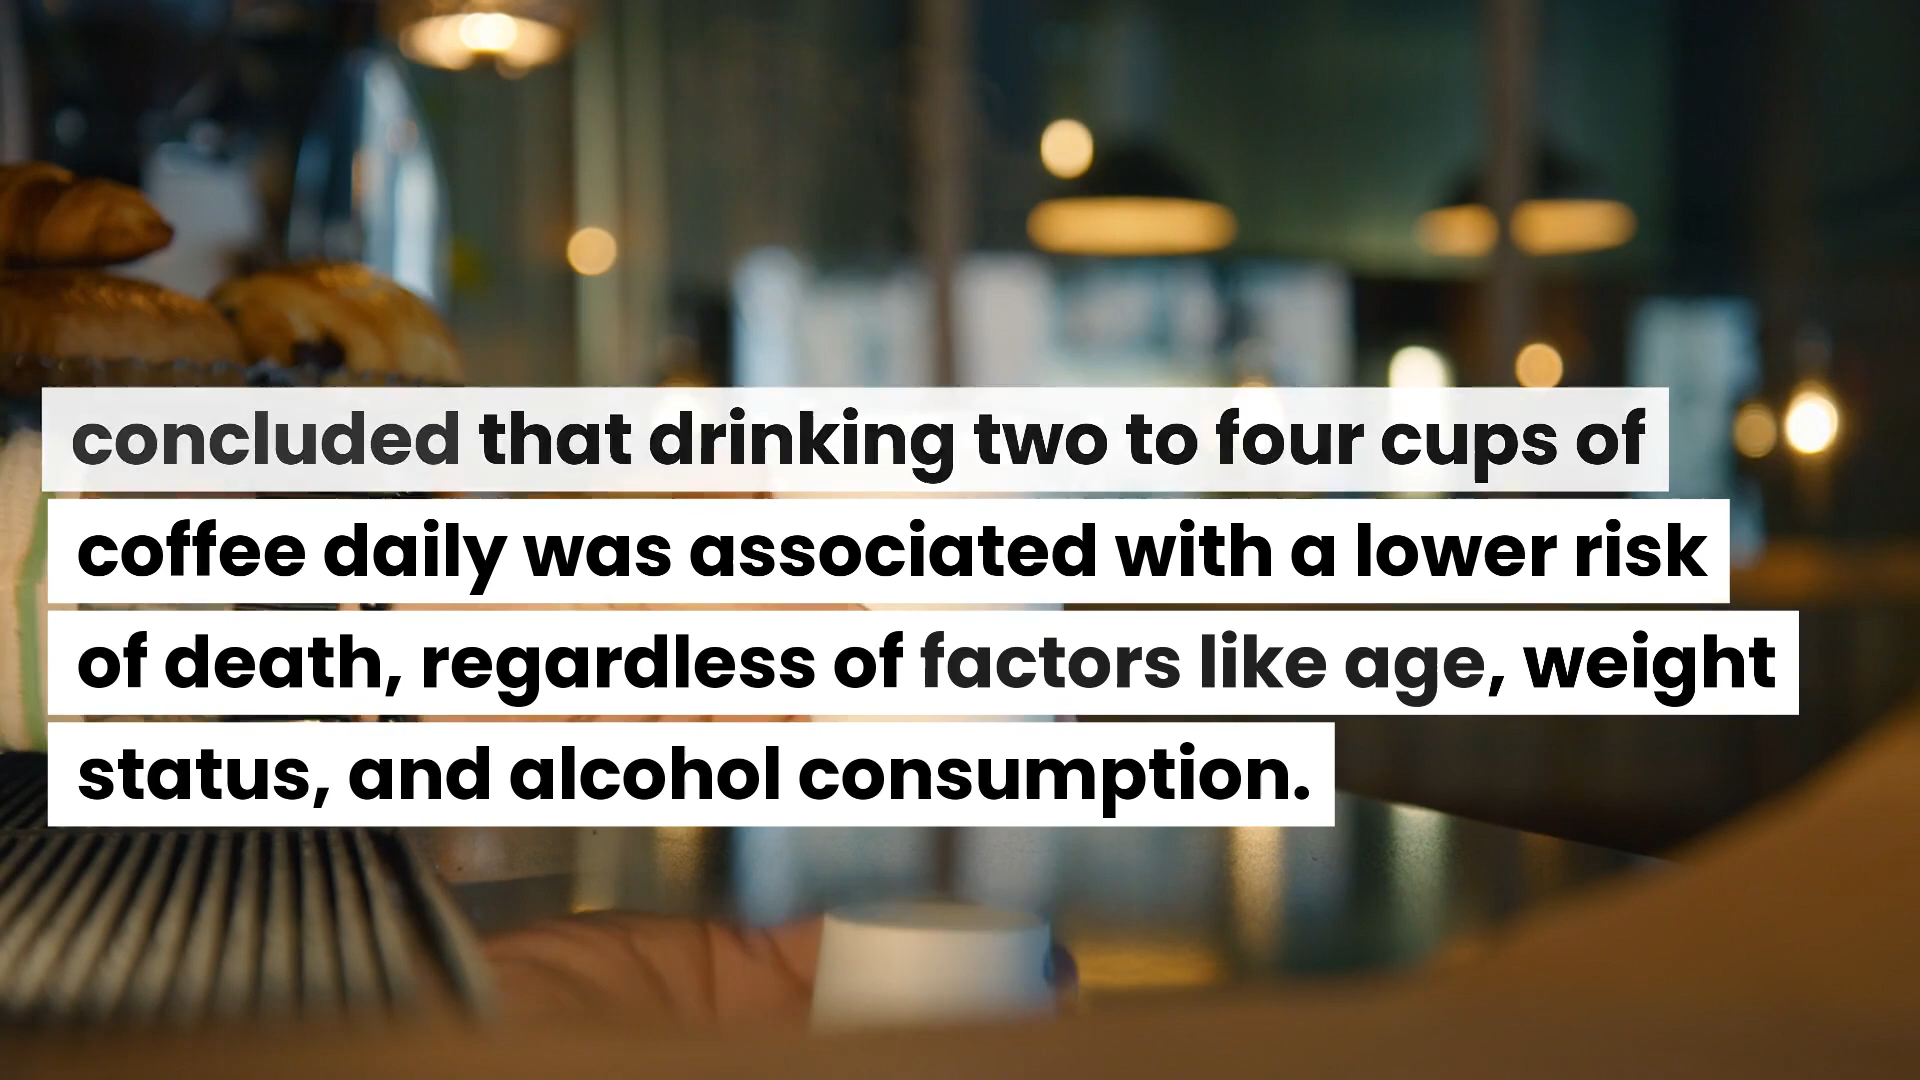 concluded that drinking two to four cups of
coffee daily was associated with a lower risk
of death, regardless of factors like age, weight
status, and alcohol consumption.